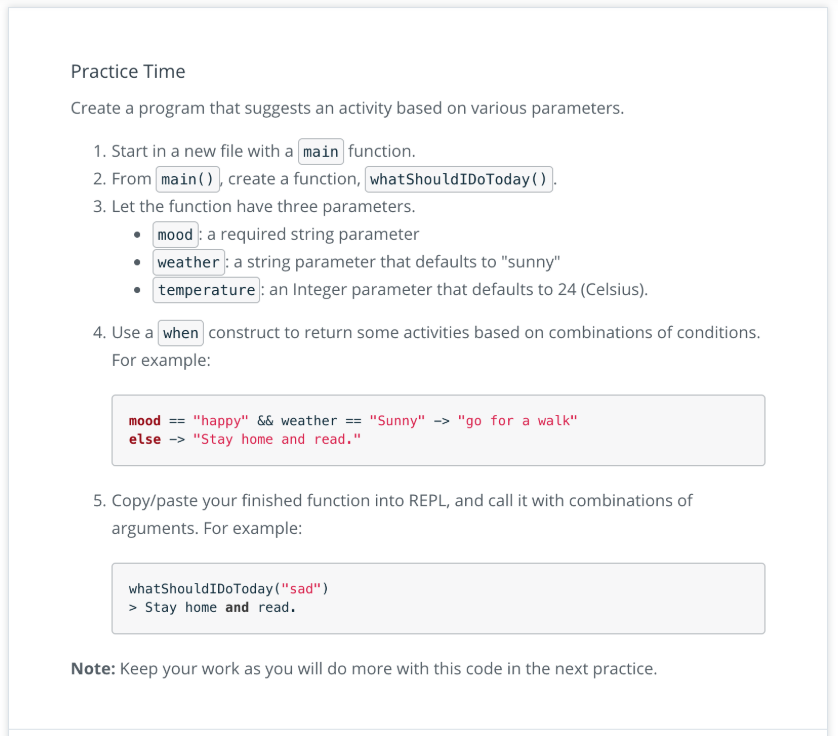 Practice Time
Create a program that suggests an activity based on various parameters.
1. Start in a new file with a main function.
2. From main(), create a function, whatShouldIDoToday().
3. Let the function have three parameters.
• mood: a required string parameter
• weather: a string parameter that defaults to "sunny"
• temperature: an Integer parameter that defaults to 24 (Celsius).
4. Use a when construct to return some activities based on combinations of conditions.
For example:
mood == "happy" && weather == "Sunny" -> "go for a walk"
else -> "Stay home and read."
5. Copy/paste your finished function into REPL, and call it with combinations of
arguments. For example:
whatShouldIDoToday("sad")
> Stay home and read.
Note: Keep your work as you will do more with this code in the next practice.